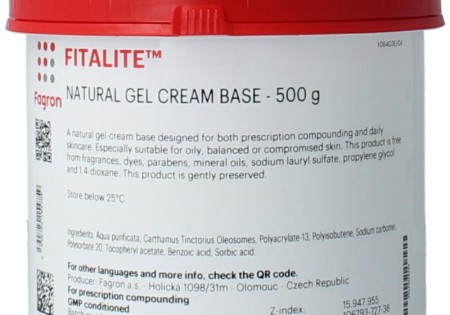 106403E/04
FITALITE™
Fagron
NATURAL GEL CREAM BASE - 500 g
A natural gel-cream base designed for both prescription compounding and daily
skincare. Especially suitable for oily, balanced or compromised skin. This product is free
from fragrances, dyes, parabens, mineral oils, sodium lauryl sulfate, propylene glycol
and 1.4-dioxane. This product is gently preserved.
Store below 25°C.
Ingredients: Aqua purificata, Carthamus Tinctorius Oleosomes, Polyacrylate-13, Polyisobutene, Sodium carbomer,
Polysorbate 20, Tocopheryl acetate, Benzoic acid, Sorbic acid.
For other languages and more info, check the QR code.
Producer: Fagron a.s. - Holická 1098/31m - Olomouc - Czech Republic
For prescription compounding
GMP conditioned
Z-index: 15.947.955
106793-727-36